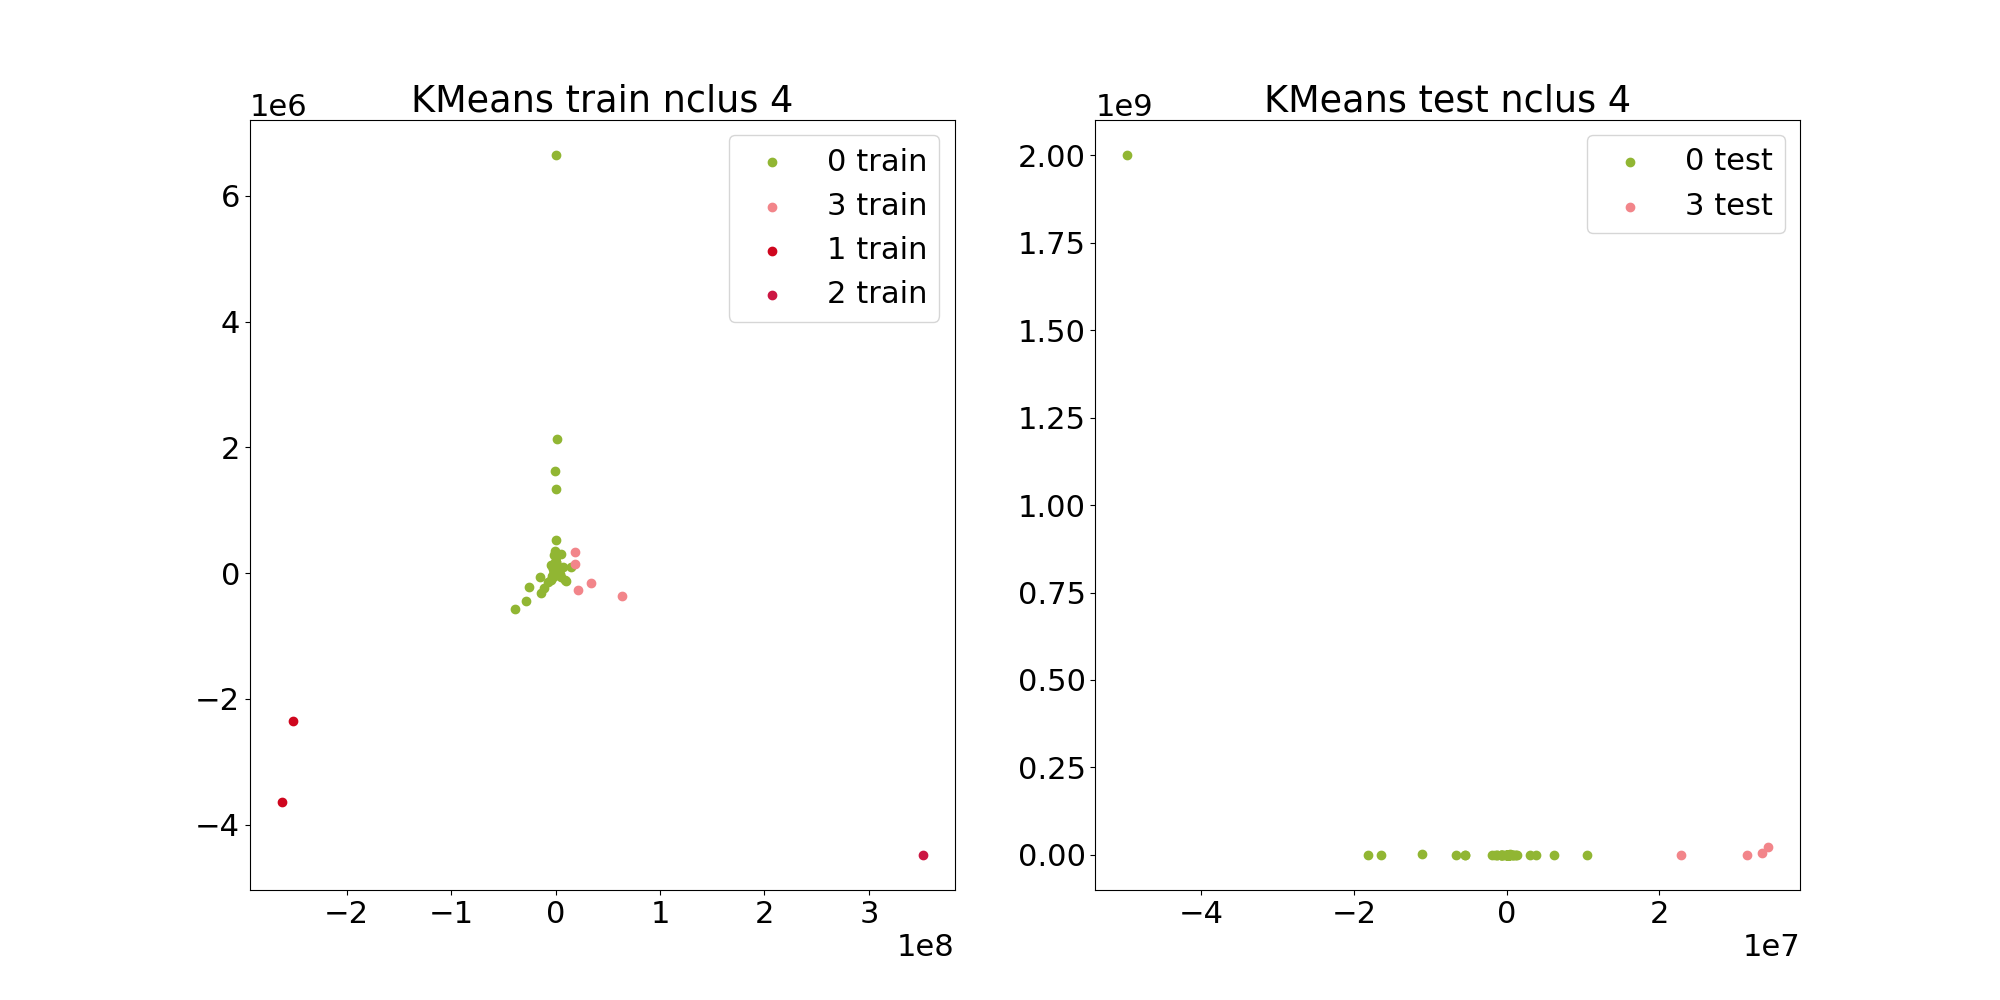 KMeans train nclus 4
1e6
0 train
3 train
1 train
2 train
6
4
2
0
−2
−4
−2
−1
0
1
2
3
1e8
KMeans test nclus 4
1e9
0 test
3 test
2.00
1.75
1.50
1.25
1.00
0.75
0.50
0.25
0.00
−4
−2
0
2
1e7